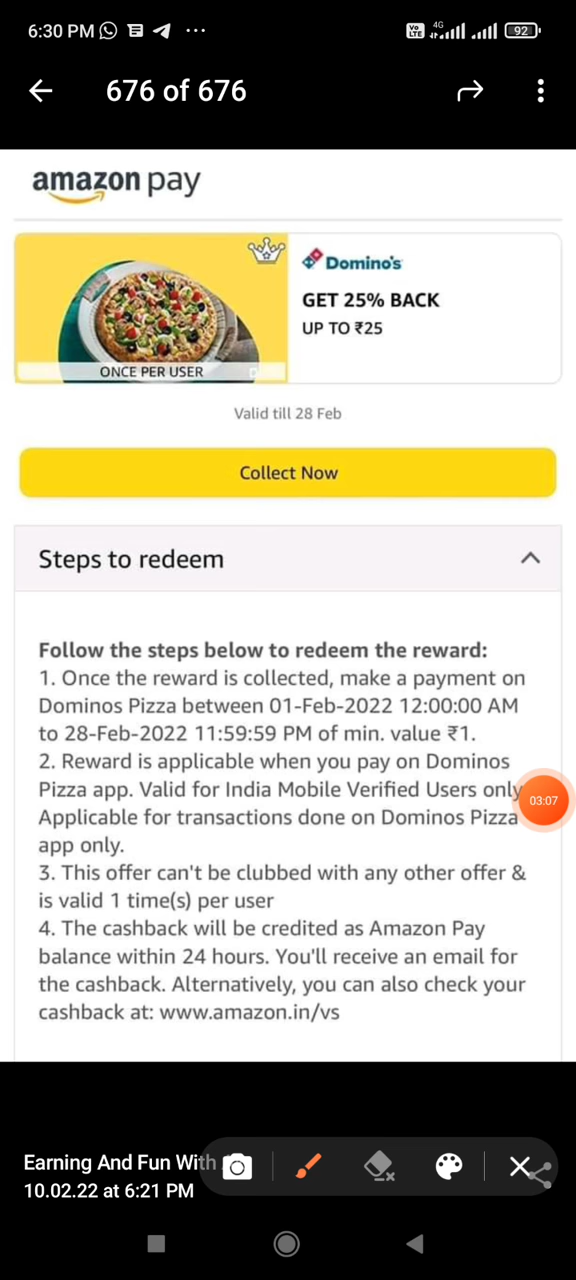 6:30 PM
4G
92
676 of 676
amazon pay
Domino's
GET 25% BACK
UP TO ₹25
ONCE PER USER
Valid till 28 Feb
Collect Now
Steps to redeem
Follow the steps below to redeem the reward:
1. Once the reward is collected, make a payment on
Dominos Pizza between 01-Feb-2022 12:00:00 AM
to 28-Feb-2022 11:59:59 PM of min. value ₹1.
2. Reward is applicable when you pay on Dominos
Pizza app. Valid for India Mobile Verified Users only
Applicable for transactions done on Dominos Pizza
app only.
03:07
3. This offer can't be clubbed with any other offer &
is valid 1 time(s) per user
4. The cashback will be credited as Amazon Pay
balance within 24 hours. You'll receive an email for
the cashback. Alternatively, you can also check your
cashback at: www.amazon.in/vs
Earning And Fun With
10.02.22 at 6:21 PM